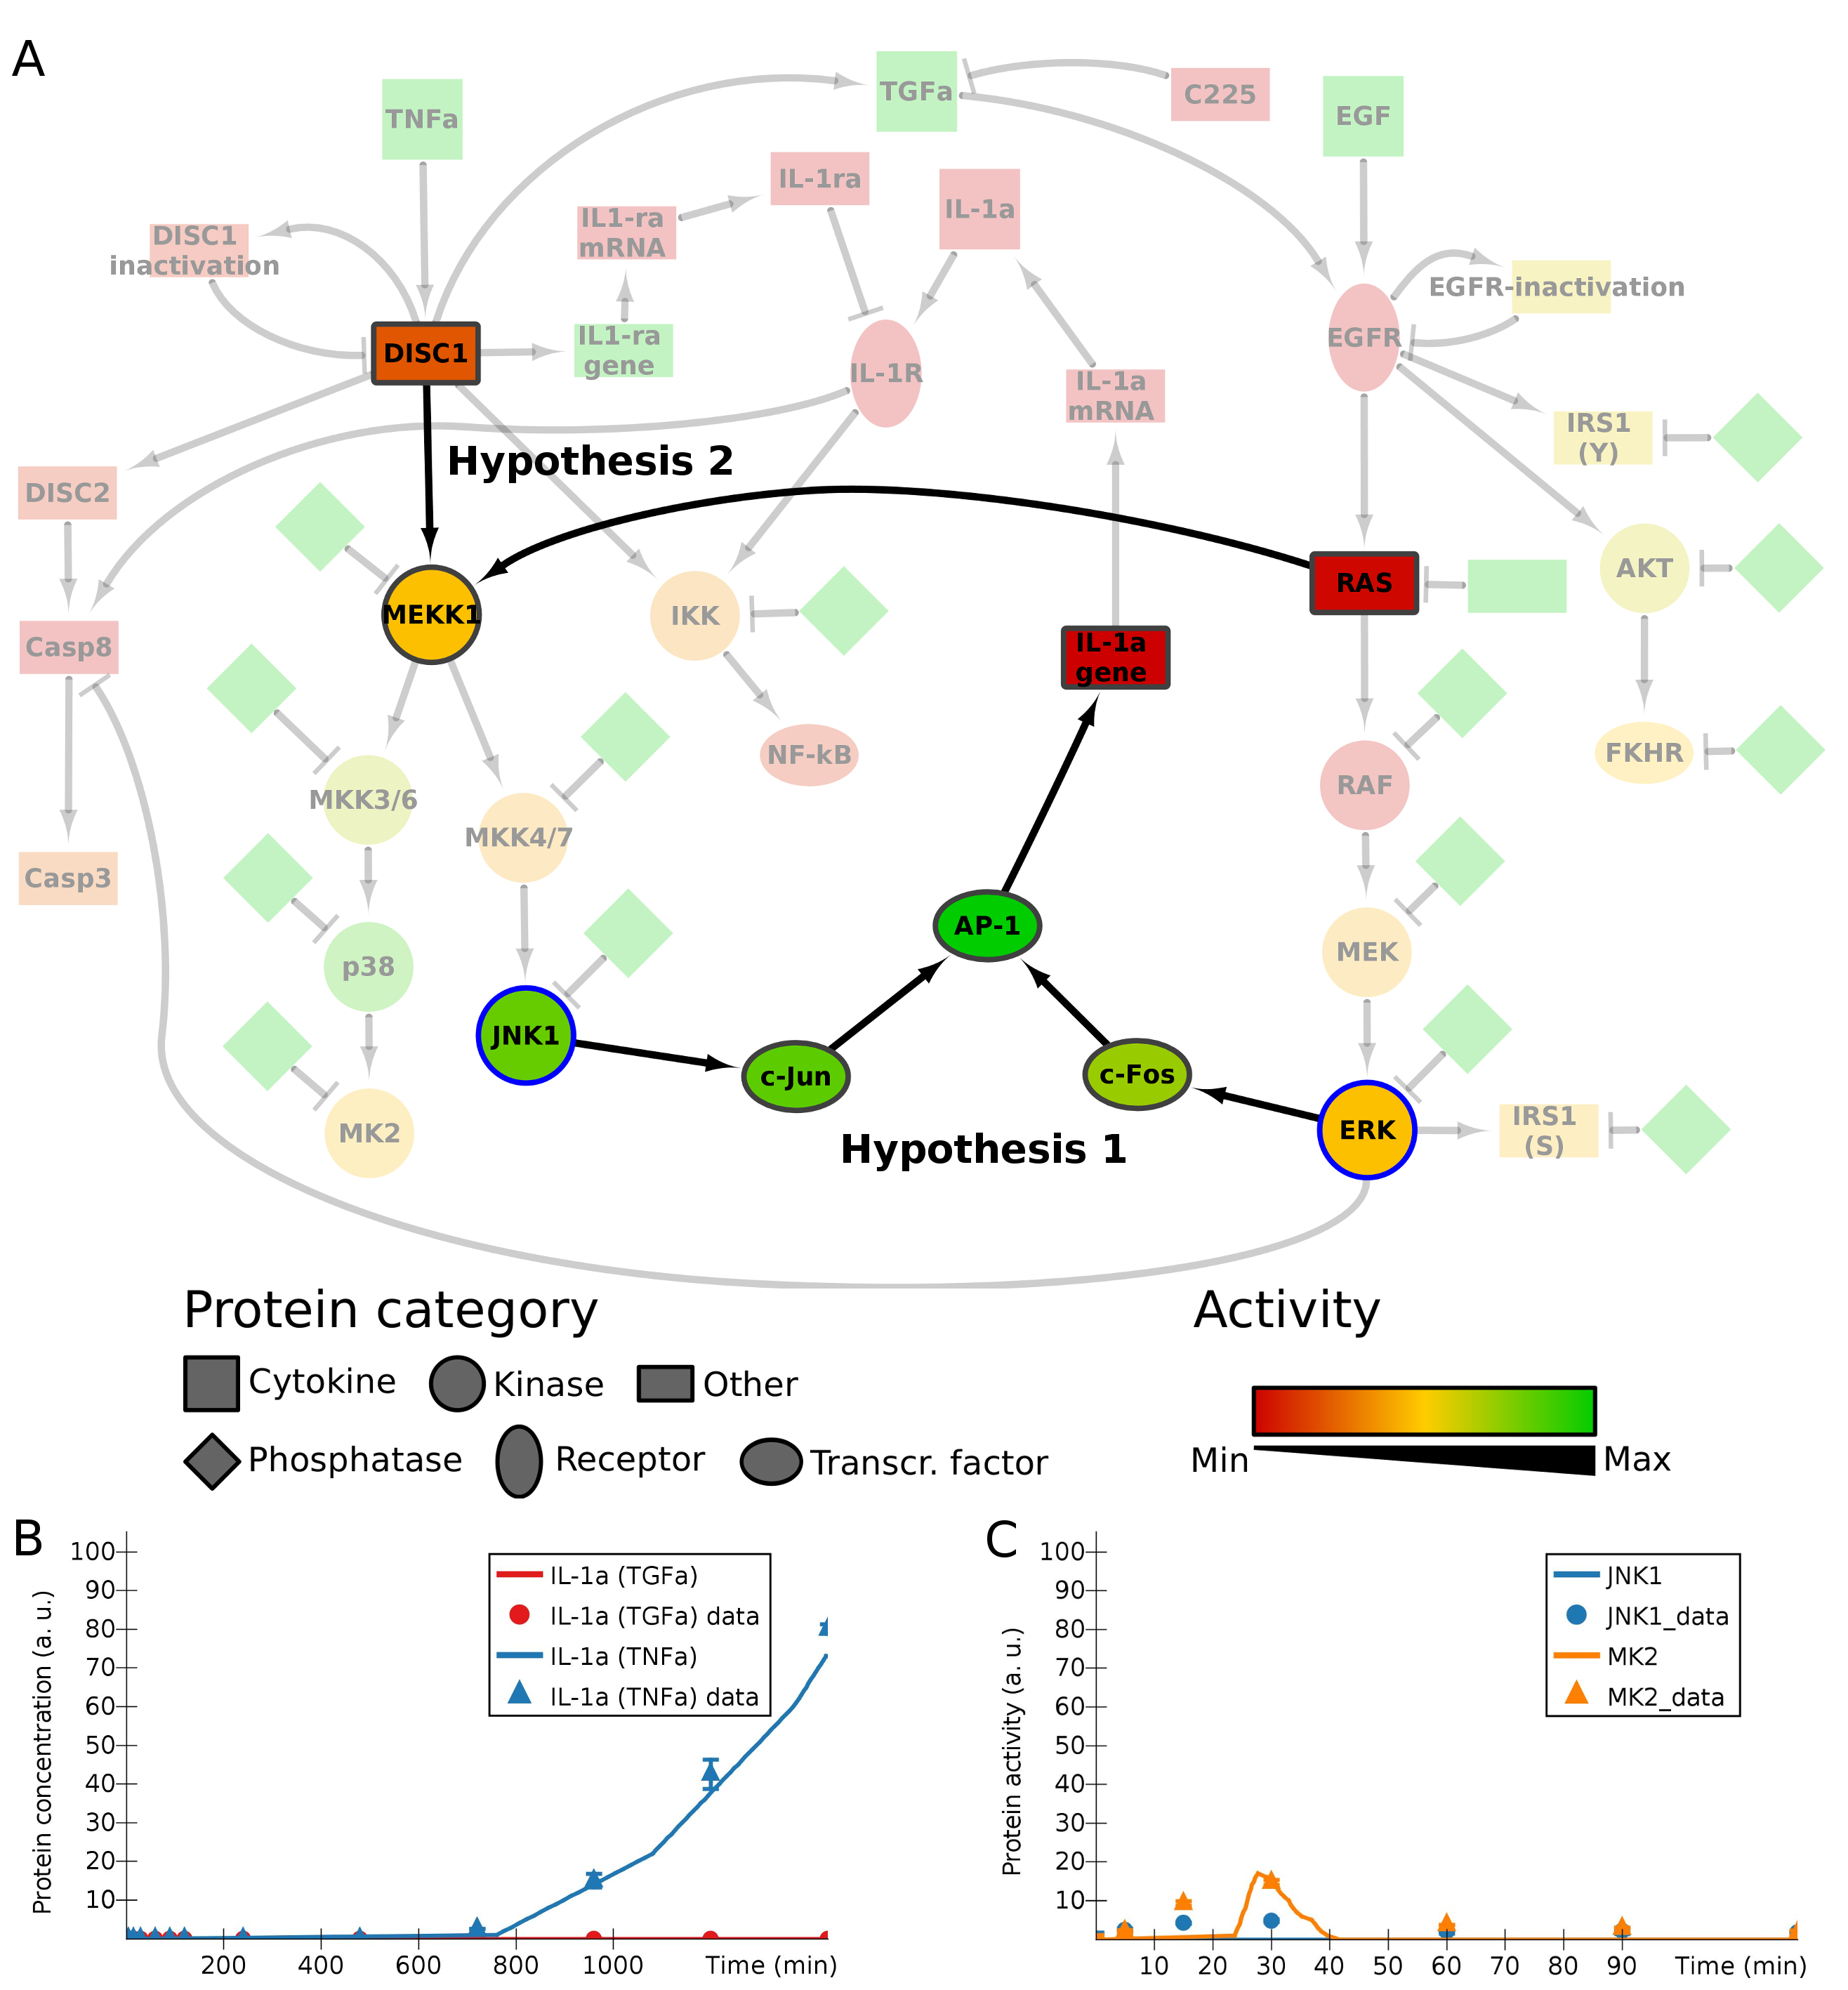 A
TNFa
TGFa
C225
EGF
IL-1ra
IL-1a
IL1-ra
mRNA
DISC1
inactivation
EGFR-inactivation
DISC1
IL1-ra
gene
IL-1R
EGFR
IL-1a
mRNA
IRS1
(Y)
Hypothesis 2
DISC2
AKT
RAS
MEKK1
IKK
Casp8
IL-1a
gene
NF-kB
FKHR
RAF
MKK3/6
MKK4/7
Casp3
AP-1
MEK
p38
JNK1
c-Jun
c-Fos
MK2
ERK
IRS1
(S)
Hypothesis 1
Protein category
Activity
Cytokine
Kinase
Other
Phosphatase
Receptor
Transcr. factor
Min
Max
B
Protein concentration (a. u.)
100
90
80
70
60
50
40
30
20
10
200
400
600
800
1000
Time (min)
IL-1a (TGFa)
IL-1a (TGFa) data
IL-1a (TNFa)
IL-1a (TNFa) data
C
Protein activity (a. u.)
100
90
80
70
60
50
40
30
20
10
10
20
30
40
50
60
70
80
90
Time (min)
JNK1
JNK1_data
MK2
MK2_data